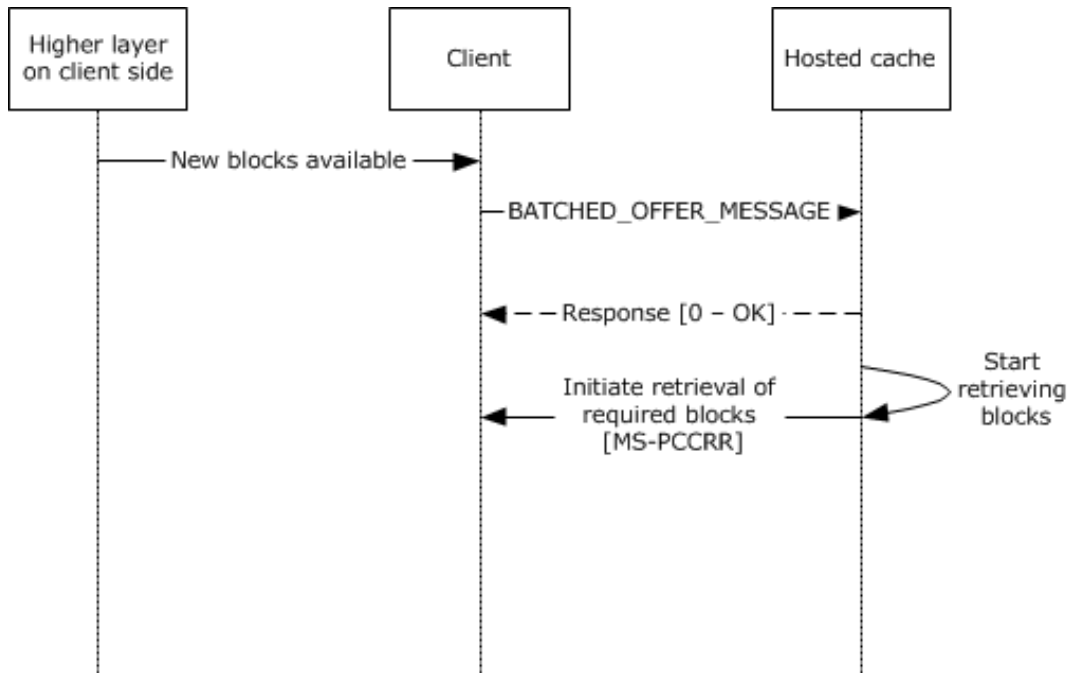 Higher layer
on client side
Client
Hosted cache
New blocks available
BATCHED_OFFER_MESSAGE
Response [0 – OK]
Start
retrieving
blocks
Initiate retrieval of
required blocks
[MS-PCCRR]